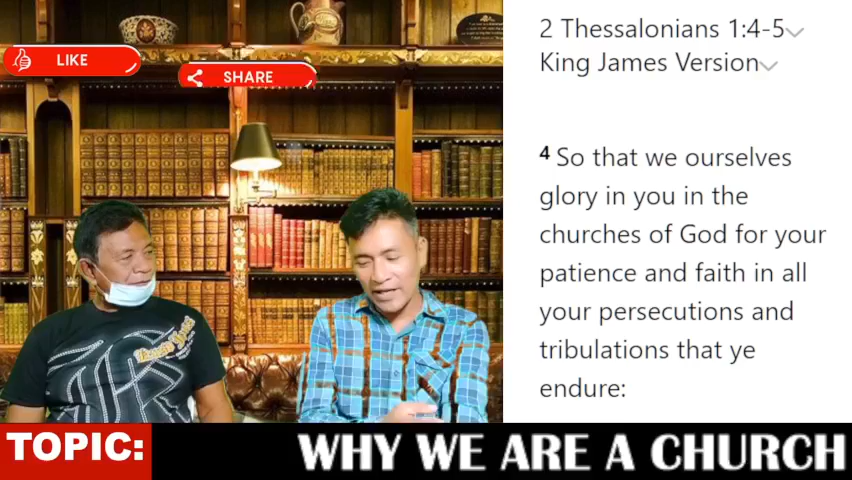 LIKE
SHARE
2 Thessalonians 1:4-5
King James Version
4 So that we ourselves
glory in you in the
churches of God for your
patience and faith in all
your persecutions and
tribulations that ye
endure:
TOPIC: WHY WE ARE A CHURCH